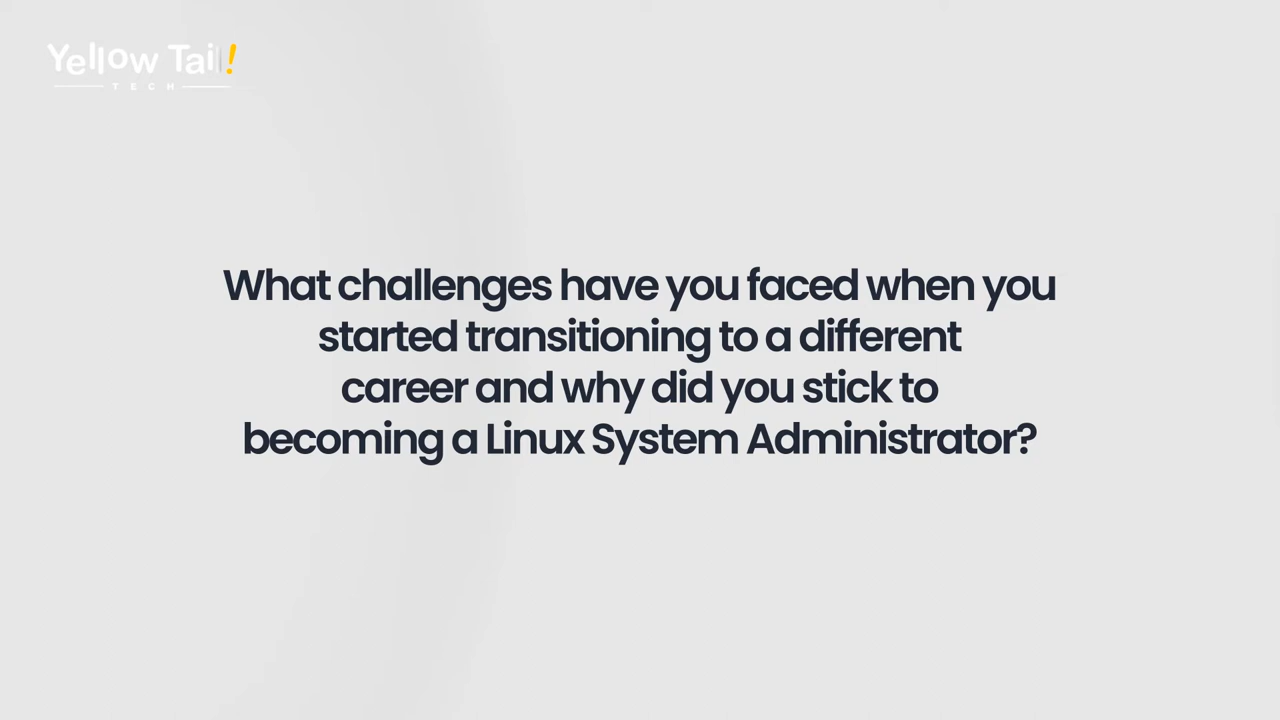 Yellow Tail!
TECH
What challenges have you faced when you
started transitioning to a different
career and why did you stick to
becoming a Linux System Administrator?